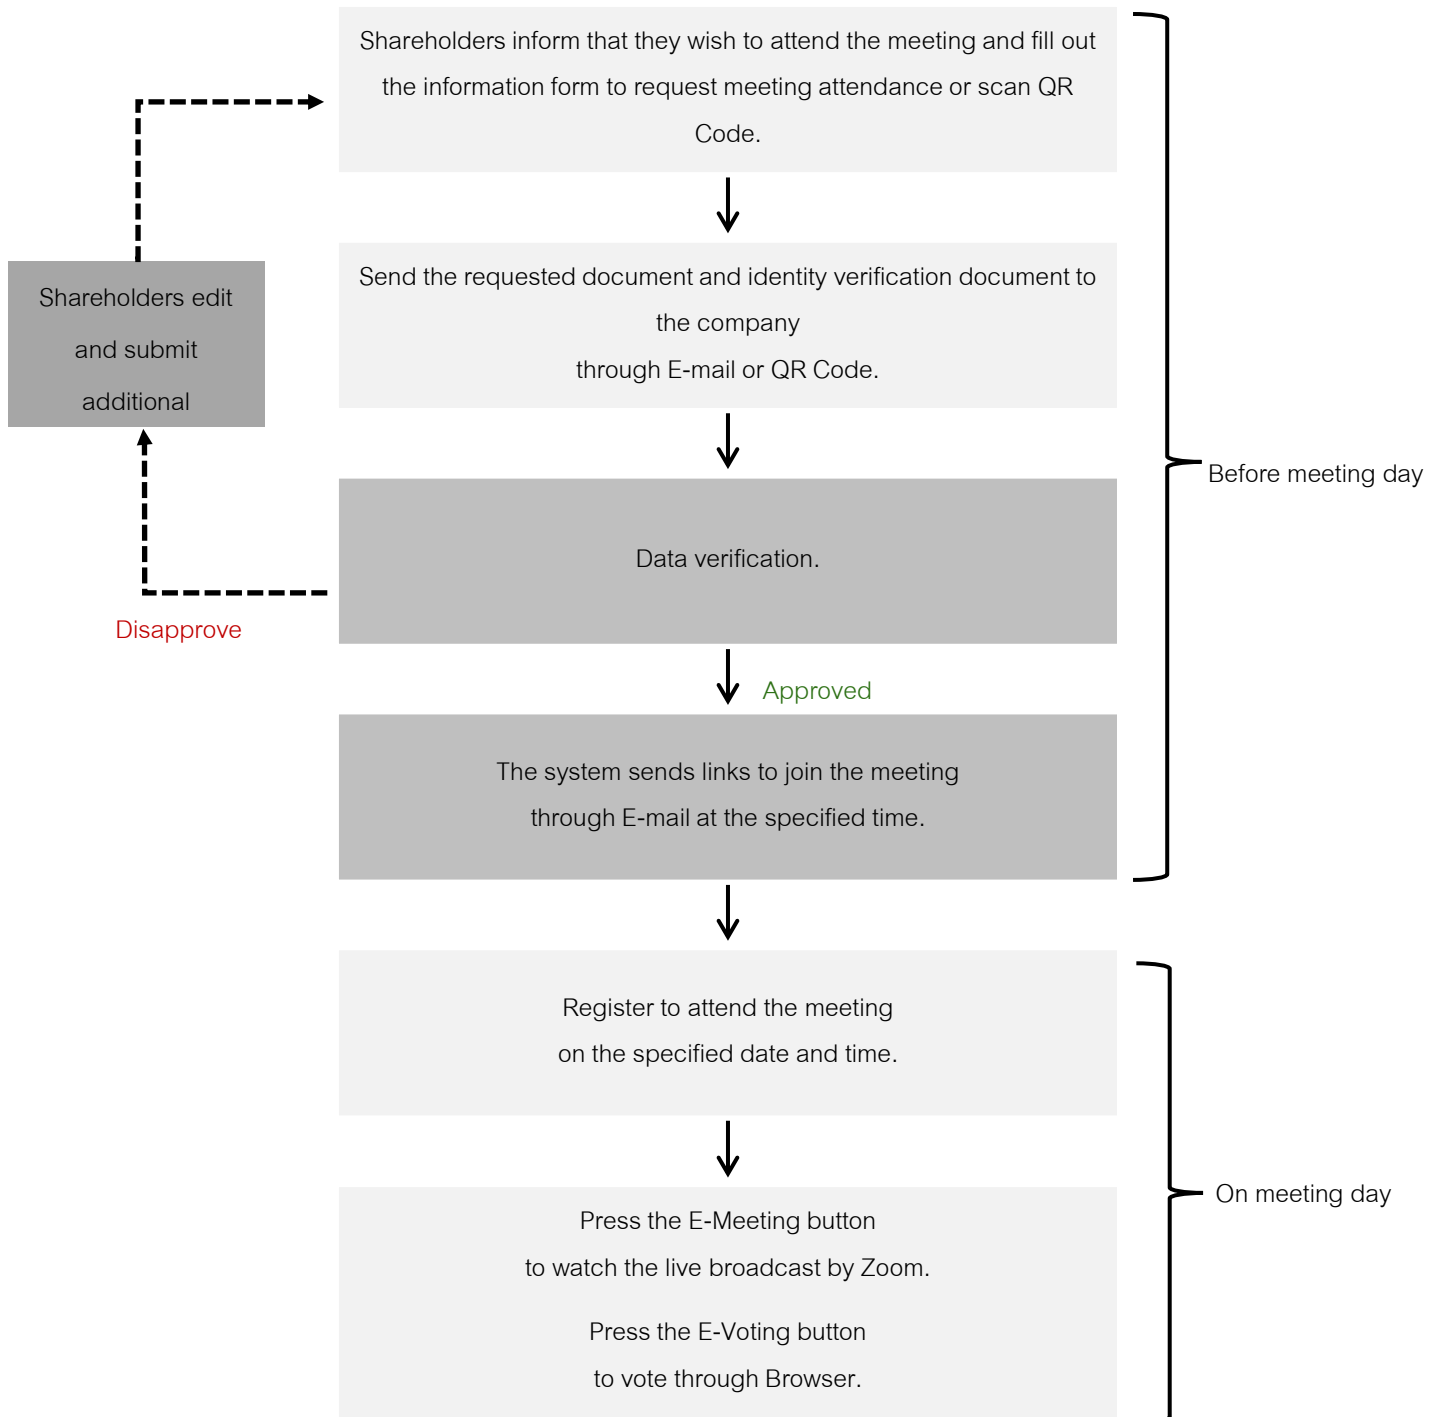 Shareholders inform that they wish to attend the meeting and fill out
the information form to request meeting attendance or scan QR
Code.
Send the requested document and identity verification document to
the company
through E-mail or QR Code.
Shareholders edit
and submit
additional
Before meeting day
Data verification.
Disapprove
Approved
The system sends links to join the meeting
through E-mail at the specified time.
Register to attend the meeting
on the specified date and time.
On meeting day
Press the E-Meeting button
to watch the live broadcast by Zoom.
Press the E-Voting button
to vote through Browser.